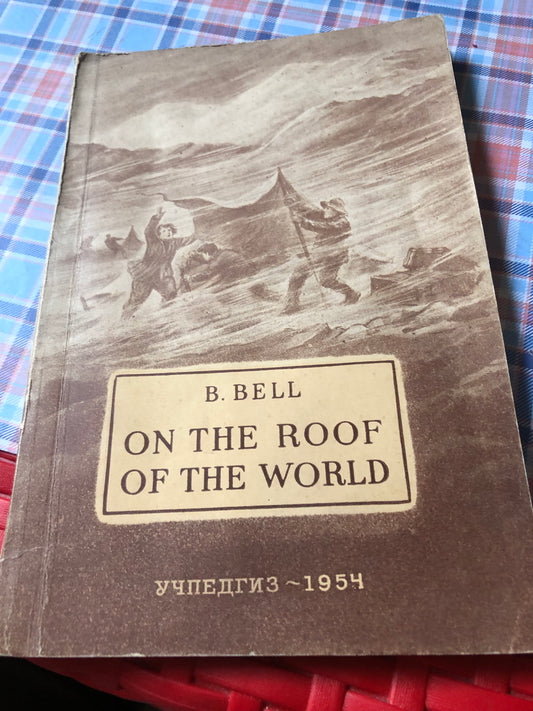 B. BELL
ON THE ROOF
OF THE WORLD
УЧПЕДГИЗ ~ 1954